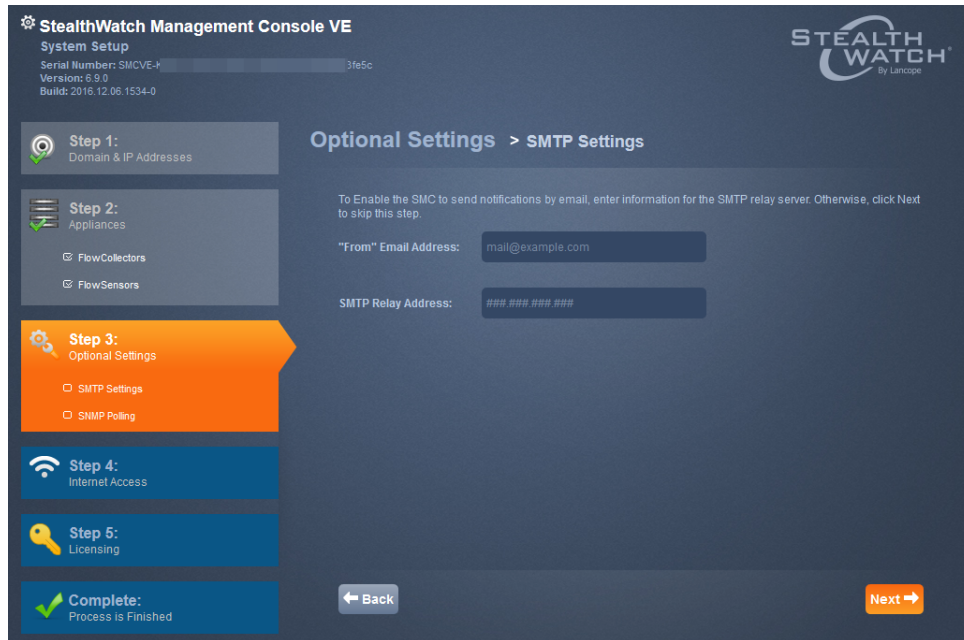 StealthWatch Management Console VE
System Setup
Serial Number: SMCVE-K 3fe5c
Version: 6.9.0
Build: 2016.12.06.1534-0
STEALTH
WATCH
By Lancope
Step 1:
Domain & IP Addresses
Step 2:
Appliances
FlowCollectors
FlowSensors
Step 3:
Optional Settings
SMTP Settings
SNMP Polling
Step 4:
Internet Access
Step 5:
Licensing
Complete:
Process is Finished
Optional Settings > SMTP Settings
To Enable the SMC to send notifications by email, enter information for the SMTP relay server. Otherwise, click Next
to skip this step.
"From" Email Address: mail@example.com
SMTP Relay Address: ###.###.###.###
Back
Next